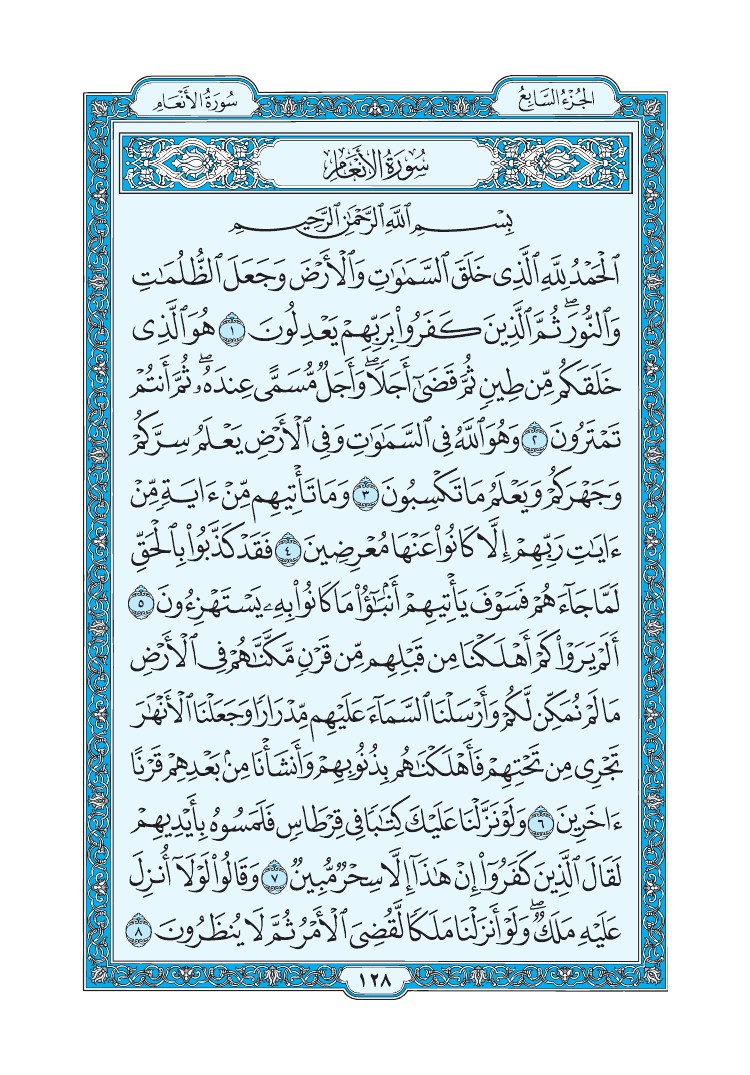 الجُزْءُ السَّابِعُ
سُورَةُ الأَنْعَامِ
سُورَةُ الأَنْعَامِ
بِسْمِ ٱللَّهِ ٱلرَّحْمَٰنِ ٱلرَّحِيمِ
ٱلْحَمْدُ لِلَّهِ ٱلَّذِى خَلَقَ ٱلسَّمَٰوَٰتِ وَٱلْأَرْضَ وَجَعَلَ ٱلظُّلُمَٰتِ
وَٱلنُّورَ ۖ ثُمَّ ٱلَّذِينَ كَفَرُوا۟ بِرَبِّهِمْ يَعْدِلُونَ ١ هُوَ ٱلَّذِى
خَلَقَكُم مِّن طِينٍ ثُمَّ قَضَىٰٓ أَجَلًا ۖ وَأَجَلٌ مُّسَمًّى عِندَهُۥ ۖ ثُمَّ أَنتُمْ
تَمْتَرُونَ ٢ وَهُوَ ٱللَّهُ فِى ٱلسَّمَٰوَٰتِ وَفِى ٱلْأَرْضِ يَعْلَمُ سِرَّكُمْ
وَجَهْرَكُمْ وَيَعْلَمُ مَا تَكْسِبُونَ ٣ وَمَا تَأْتِيهِم مِّنْ ءَايَةٍ مِّنْ
ءَايَٰتِ رَبِّهِمْ إِلَّا كَانُوا۟ عَنْهَا مُعْرِضِينَ ٤ فَقَدْ كَذَّبُوا۟ بِٱلْحَقِّ
لَمَّا جَآءَهُمْ فَسَوْفَ يَأْتِيهِمْ أَنۢبَٰٓؤُا۟ مَا كَانُوا۟ بِهِۦ يَسْتَهْزِءُونَ ٥
أَلَمْ يَرَوْا۟ كَمْ أَهْلَكْنَا مِن قَبْلِهِم مِّن قَرْنٍ مَّكَّنَّٰهُمْ فِى ٱلْأَرْضِ
مَا لَمْ نُمَكِّن لَّكُمْ وَأَرْسَلْنَا ٱلسَّمَآءَ عَلَيْهِم مِّدْرَارًا وَجَعَلْنَا ٱلْأَنْهَٰرَ
تَجْرِى مِن تَحْتِهِمْ فَأَهْلَكْنَٰهُم بِذُنُوبِهِمْ وَأَنشَأْنَا مِنۢ بَعْدِهِمْ قَرْنًا
ءَاخَرِينَ ٦ وَلَوْ نَزَّلْنَا عَلَيْكَ كِتَٰبًا فِى قِرْطَاسٍ فَلَمَسُوهُ بِأَيْدِيهِمْ
لَقَالَ ٱلَّذِينَ كَفَرُوٓا۟ إِنْ هَٰذَآ إِلَّا سِحْرٌ مُّبِينٌ ٧ وَقَالُوا۟ لَوْلَآ أُنزِلَ
عَلَيْهِ مَلَكٌ ۖ وَلَوْ أَنزَلْنَا مَلَكًا لَّقُضِىَ ٱلْأَمْرُ ثُمَّ لَا يُنظَرُونَ ٨
١٢٨